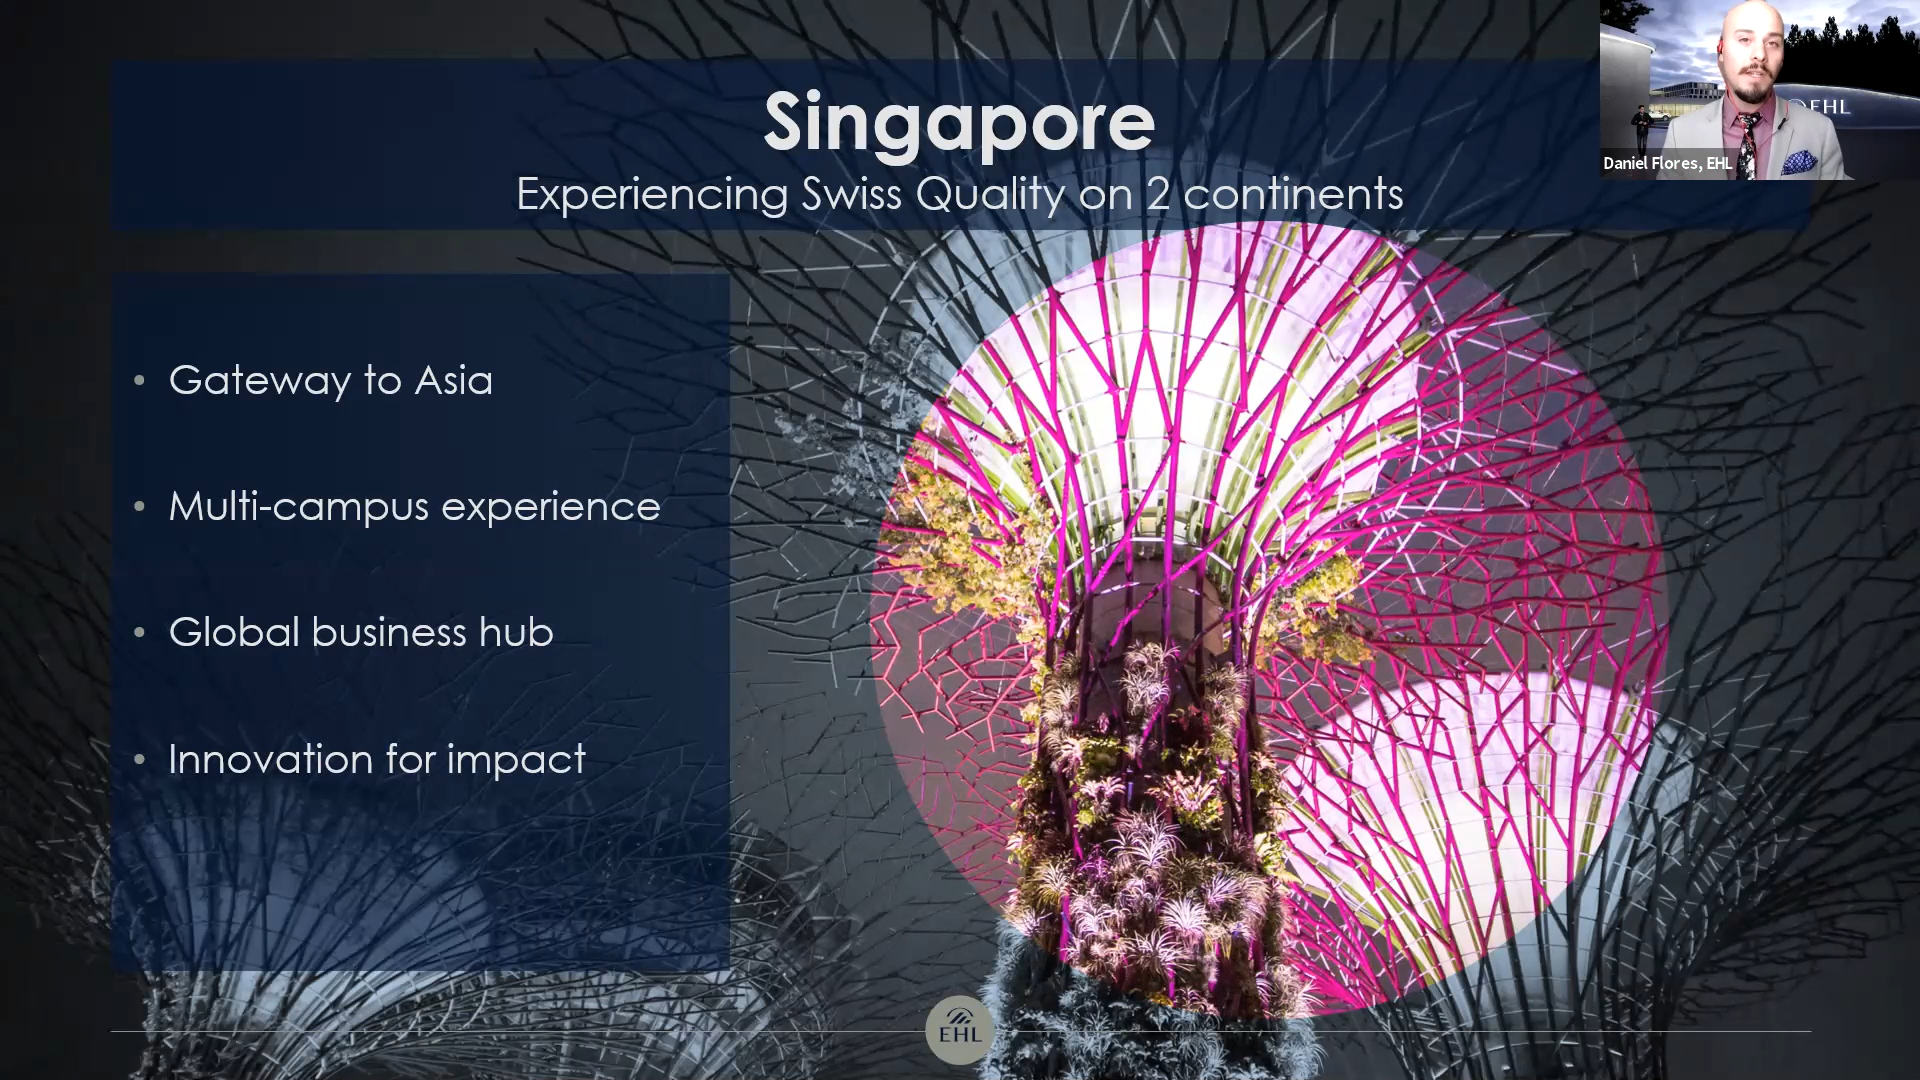 Singapore
Experiencing Swiss Quality on 2 continents
EHL
Daniel Flores, EHL
• Gateway to Asia
• Multi-campus experience
• Global business hub
• Innovation for impact
EHL